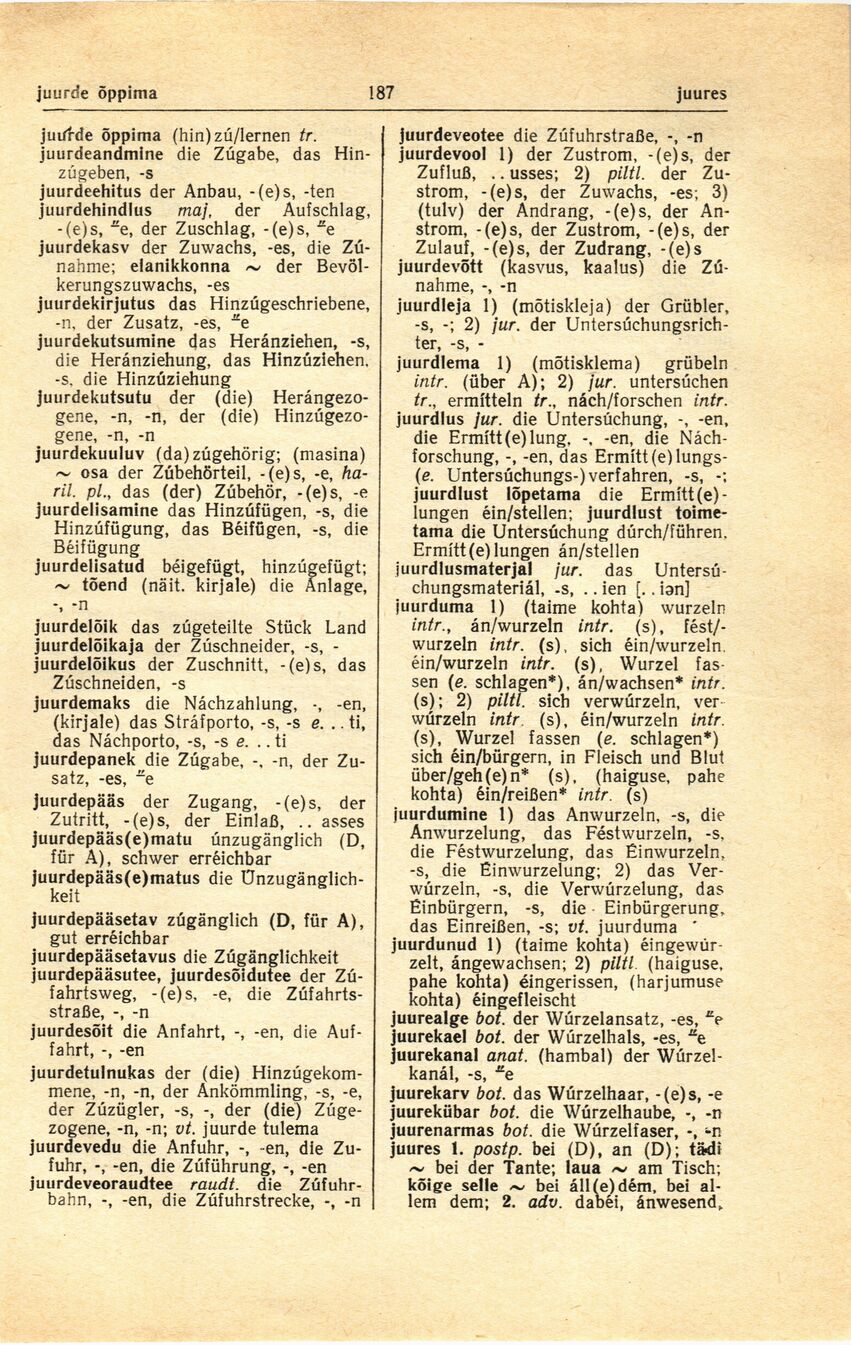 juurde õppima 187 juures
juurde õppima (hin)zú/lernen tr.
juurdeandmine die Zúgabe, das Hin-
zúgeben, -s
juurdeehitus der Anbau, -(e)s, -ten
juurdehindlus maj. der Aufschlag,
-(e)s, ⸚e, der Zuschlag, -(e)s, ⸚e
juurdekasv der Zuwachs, -es, die Zú-
nahme; elanikkonna ~ der Bevöl-
kerungszuwachs, -es
juurdekirjutus das Hinzúgeschriebene,
-n, der Zusatz, -es, ⸚e
juurdekutsumine das Heránziehen, -s,
die Heránziehung, das Hinzúziehen,
-s, die Hinzúziehung
juurdekutsutu der (die) Herángezo-
gene, -n, -n, der (die) Hinzúgezo-
gene, -n, -n
juurdekuuluv (da)zúgehörig; (masina)
~ osa der Zúbehörteil, -(e)s, -e, ha-
ril. pl., das (der) Zúbehör, -(e)s, -e
juurdelisamine das Hinzúfügen, -s, die
Hinzúfügung, das Béifügen, -s, die
Béifügung
juurdelisatud béigefügt, hinzúgefügt;
~ tõend (näit. kirjale) die Anlage,
-, -n
juurdelõik das zúgeteilte Stück Land
juurdelõikaja der Zúschneider, -s, -
juurdelõikus der Zuschnitt, -(e)s, das
Zúschneiden, -s
juurdemaks die Náchzahlung, -, -en,
(kirjale) das Stráfporto, -s, -s e. ..ti,
das Náchporto, -s, -s e. ..ti
juurdepanek die Zúgabe, -, -n, der Zu-
satz, -es, ⸚e
juurdepääs der Zugang, -(e)s, der
Zutritt, -(e)s, der Einlaß, .. asses
juurdepääs(e)matu únzugänglich (D,
für A), schwer erréichbar
juurdepääs(e)matus die Únzugänglich-
keit
juurdepääsetav zúgänglich (D, für A),
gut erréichbar
juurdepääsetavus die Zúgänglichkeit
juurdepääsutee, juurdesõidutee der Zú-
fahrtsweg, -(e)s, -e, die Zúfahrts-
straße, -, -n
juurdesõit die Anfahrt, -, -en, die Auf-
fahrt, -, -en
juurdetulnukas der (die) Hinzúgekom-
mene, -n, -n, der Ánkömmling, -s, -e,
der Zúzügler, -s, -, der (die) Zúge-
zogene, -n, -n; vt. juurde tulema
juurdevedu die Anfuhr, -, -en, die Zu-
fuhr, -, -en, die Zúführung, -, -en
juurdeveoraudtee raudt. die Zúfuhr-
bahn, -, -en, die Zúfuhrstrecke, -, -n
juurdeveotee die Zúfuhrstraße, -, -n
juurdevool 1) der Zustrom, -(e)s, der
Zufluß, ..usses; 2) piltl. der Zu-
strom, -(e)s, der Zuwachs, -es; 3)
(tulv) der Andrang, -(e)s, der An-
strom, -(e)s, der Zustrom, -(e)s, der
Zulauf, -(e)s, der Zudrang, -(e)s
juurdevõtt (kasvus, kaalus) die Zú-
nahme, -, -n
juurdleja 1) (mõtiskleja) der Grübler,
-s, -; 2) jur. der Untersúchungsrich-
ter, -s, -
juurdlema 1) (mõtisklema) grübeln
intr. (über A); 2) jur. untersúchen
tr., ermítteln tr., nách/forschen intr.
juurdlus jur. die Untersúchung, -, -en,
die Ermítt(e)lung, -, -en, die Nách-
forschung, -, -en, das Ermítt(e)lungs-
(e. Untersúchungs-)verfahren, -s, -;
juurdlust lõpetama die Ermítt(e)-
lungen éin/stellen; juurdlust toime-
tama die Untersúchung dúrch/führen,
Ermítt(e)lungen án/stellen
juurdlusmaterjal jur. das Untersú-
chungsmateriál, -s, ..ien [..iən]
juurduma 1) (taime kohta) wurzeln
intr., án/wurzeln intr. (s), fést/-
wurzeln intr. (s), sich éin/wurzeln,
éin/wurzeln intr. (s), Wurzel fas-
sen (e. schlagen*), án/wachsen* intr.
(s); 2) piltl. sich verwúrzeln, ver-
wúrzeln intr. (s), éin/wurzeln intr.
(s), Wurzel fassen (e. schlagen*)
sich éin/bürgern, in Fleisch und Blut
über/geh(e)n* (s), (haiguse, pahe
kohta) éin/reißen* intr. (s)
juurdumine 1) das Anwurzeln, -s, die
Anwurzelung, das Féstwurzeln, -s,
die Féstwurzelung, das Éinwurzeln,
-s, die Éinwurzelung; 2) das Ver-
wúrzeln, -s, die Verwúrzelung, das
Éinbürgern, -s, die Einbürgerung,
das Einreißen, -s; vt. juurduma
juurdunud 1) (taime kohta) éingewur-
zelt, ángewachsen; 2) piltl. (haiguse,
pahe kohta) éingerissen, (harjumuse
kohta) éingefleischt
juurealge bot. der Wúrzelansatz, -es, ⸚e
juurekael bot. der Wúrzelhals, -es, ⸚e
juurekanal anat. (hambal) der Wúrzel-
kanál, -s, ⸚e
juurekarv bot. das Wúrzelhaar, -(e)s, -e
juurekübar bot. die Wúrzelhaube, -, -n
juurenarmas bot. die Wúrzelfaser, -, -n
juures 1. postp. bei (D), an (D); tädi
~ bei der Tante; laua ~ am Tisch;
kõige selle ~ bei áll(e)dém, bei al-
lem dem; 2. adv. dabéi, ánwesend,